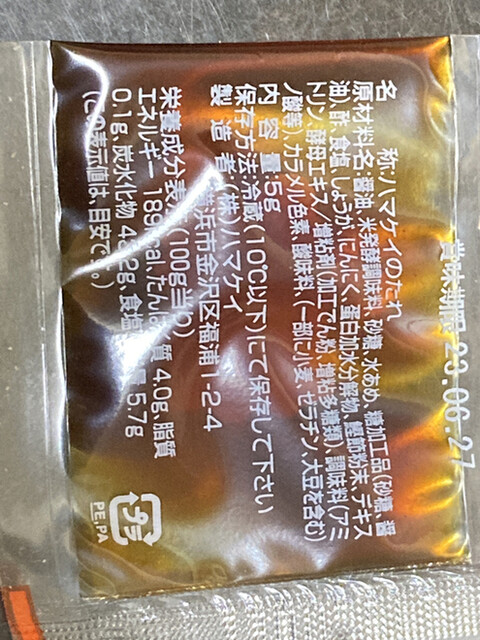 名　　称:ハマケイのたれ
原材料名:醤油、米発酵調味料、砂糖、水あめ、糖加工品(砂糖、醤
油)、酢、食塩、しょうが、にんにく、蛋白加水分解物、鰹節粉末、デキス
トリン、酵母エキス/増粘剤(加工でん粉、増粘多糖類)、調味料(アミ
ノ酸等)、カラメル色素、酸味料、(一部に小麦、ゼラチン、大豆を含む)
内 容 量:5g
保存方法:冷蔵(10℃以下)にて保存して下さい
製 造 者:(株)ハマケイ
横浜市金沢区福浦1-2-4
栄養成分表示(100g当り)
エネルギー 189kcal、たんぱく質 4.0g、脂質
0.1g、炭水化物 4 2g、食塩 量 5.7g
(この表示値は、目安です。)
プラ
PE,PA
賞味期限 23.06.27